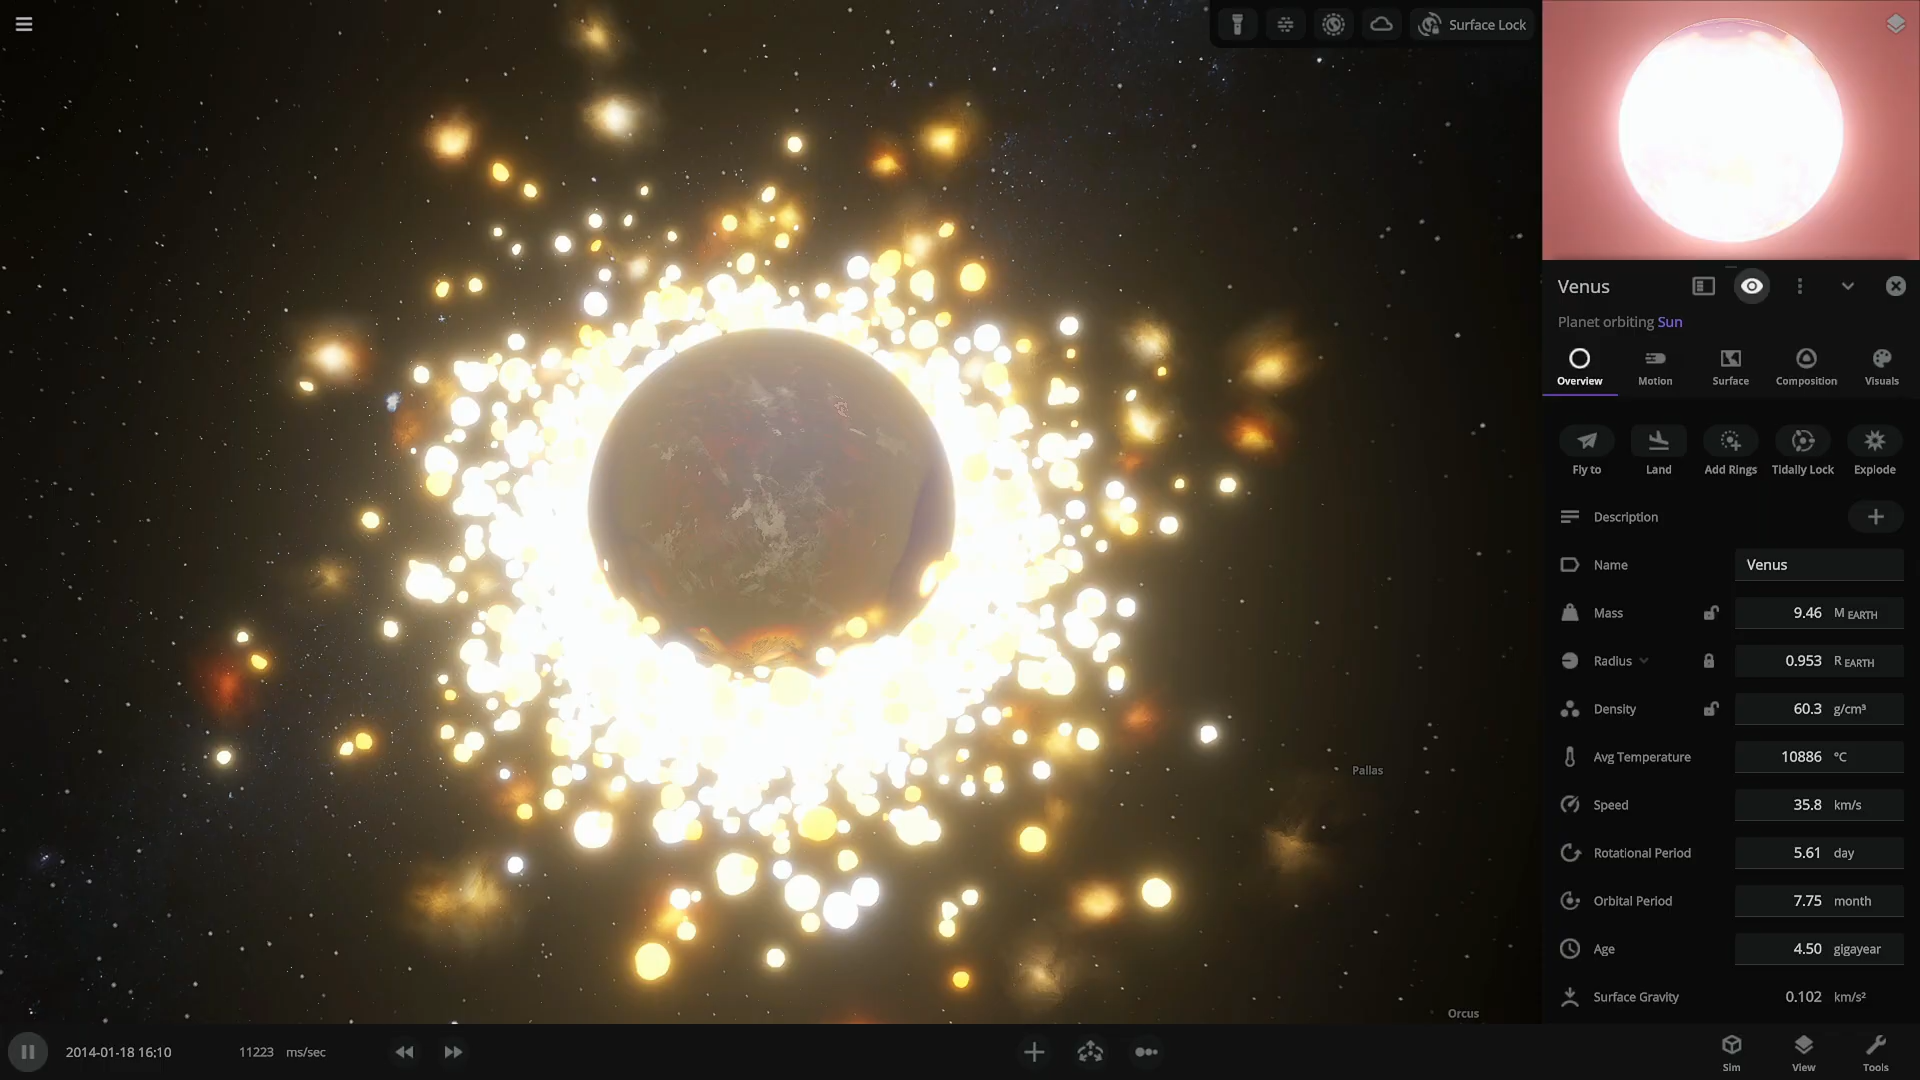 Surface Lock
Venus
Planet orbiting Sun
Overview Motion Surface Composition Visuals
Fly to Land Add Rings Tidally Lock Explode
Description
Name Venus
Mass 9.46 M EARTH
Radius 0.953 R EARTH
Density 60.3 g/cm³
Avg Temperature 10886 °C
Speed 35.8 km/s
Rotational Period 5.61 day
Orbital Period 7.75 month
Age 4.50 gigayear
Surface Gravity 0.102 km/s²
Pallas
Orcus
2014-01-18 16:10 11223 ms/sec
Sim View Tools